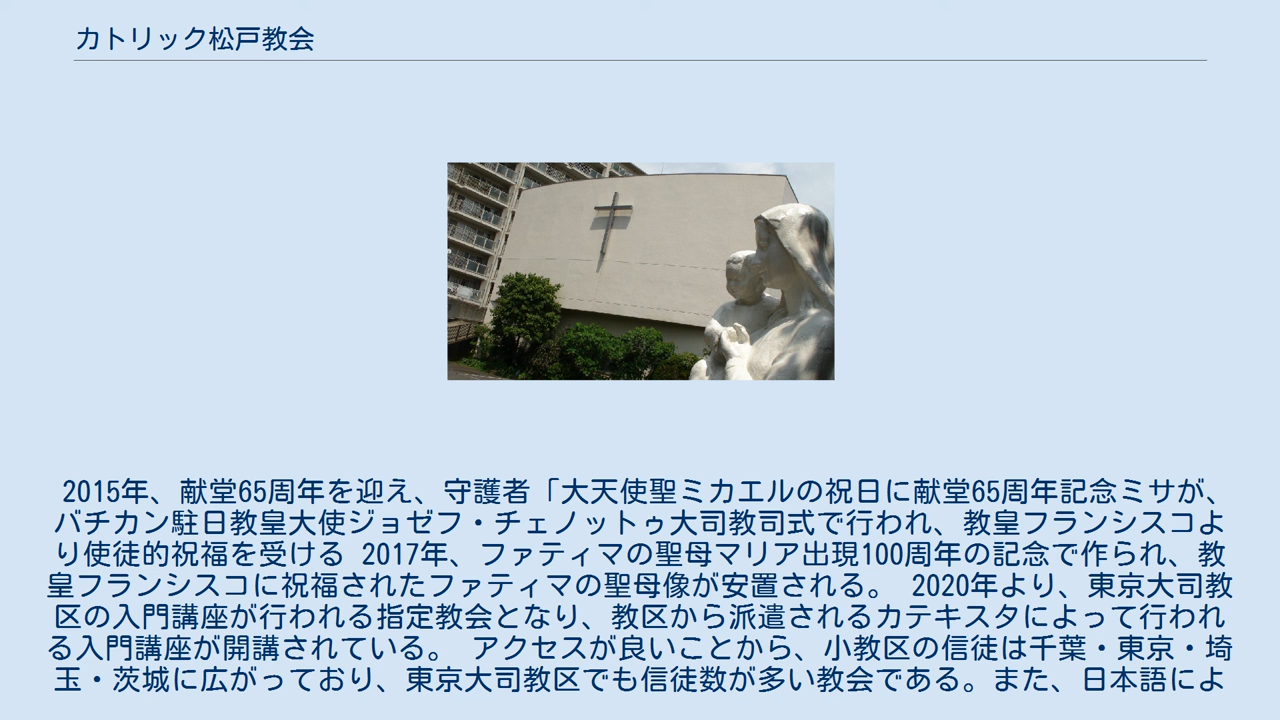 カトリック松戸教会
2015年、献堂65周年を迎え、守護者「大天使聖ミカエルの祝日に献堂65周年記念ミサが、
バチカン駐日教皇大使ジョゼフ・チェノットゥ大司教司式で行われ、教皇フランシスコよ
り使徒的祝福を受ける 2017年、ファティマの聖母マリア出現100周年の記念で作られ、教
皇フランシスコに祝福されたファティマの聖母像が安置される。 2020年より、東京大司教
区の入門講座が行われる指定教会となり、教区から派遣されるカテキスタによって行われ
る入門講座が開講されている。 アクセスが良いことから、小教区の信徒は千葉・東京・埼
玉・茨城に広がっており、東京大司教区でも信徒数が多い教会である。また、日本語によ